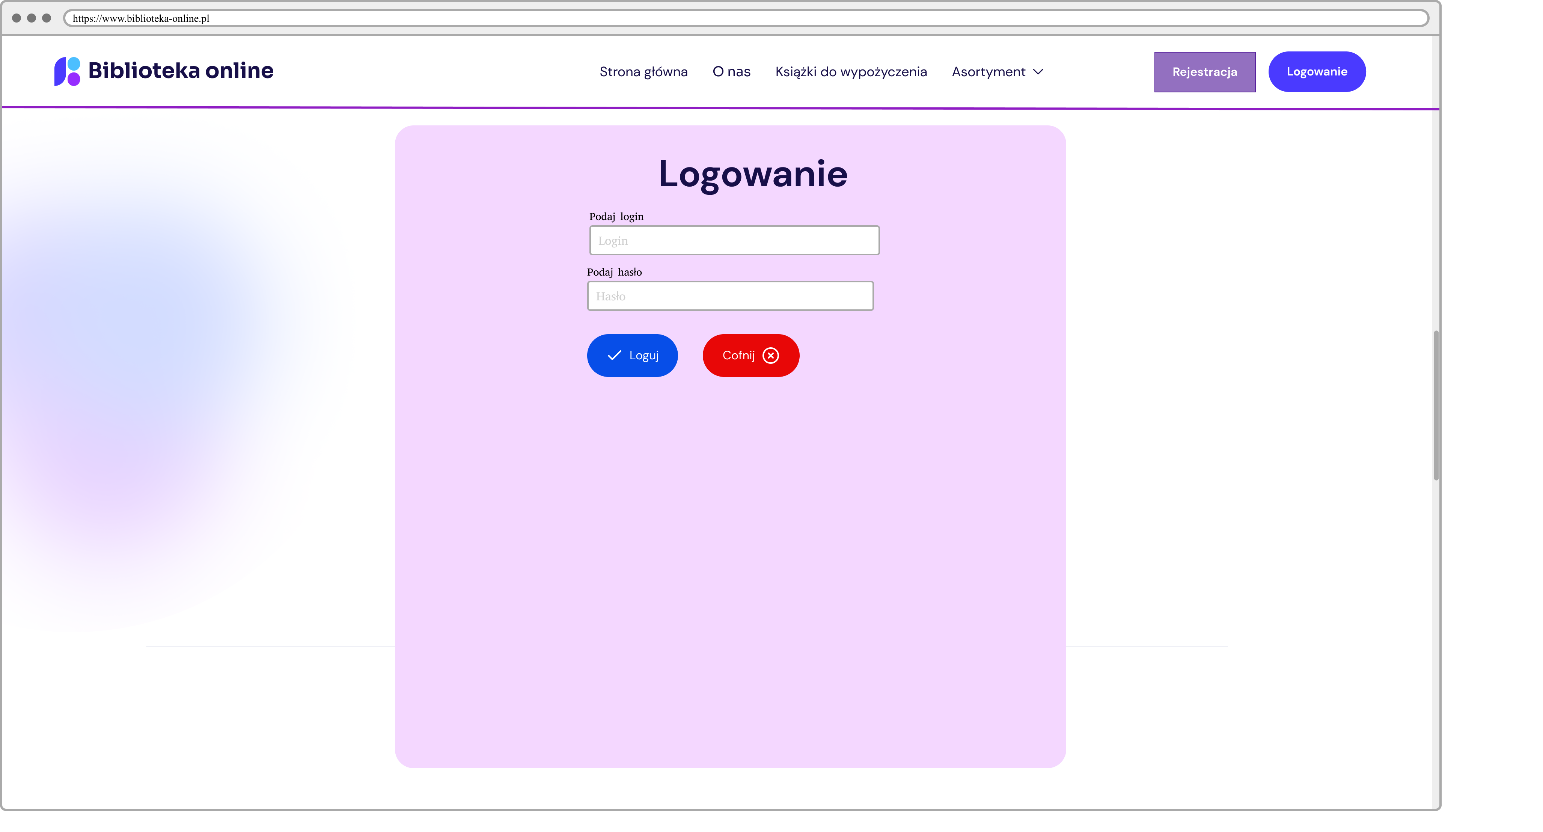 https://www.biblioteka-online.pl
Biblioteka online
Strona główna
O nas
Książki do wypożyczenia
Asortyment
Rejestracja
Logowanie
Logowanie
Podaj login
Login
Podaj hasło
Hasło
Loguj
Cofnij